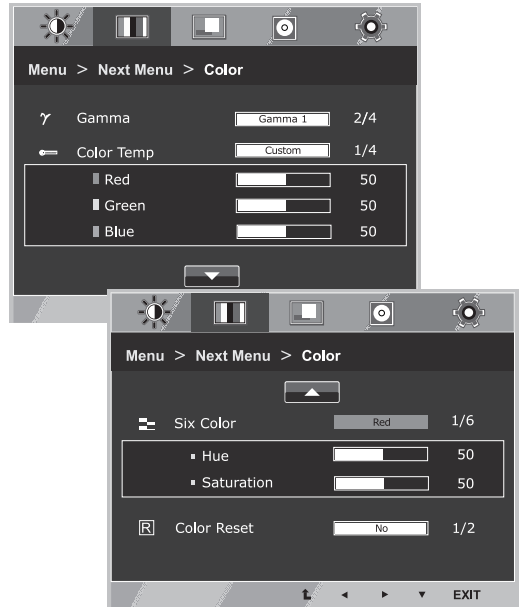 Menu > Next Menu > Color
γ Gamma Gamma 1 2/4
Color Temp Custom 1/4
Red 50
Green 50
Blue 50
Menu > Next Menu > Color
Six Color Red 1/6
Hue 50
Saturation 50
R Color Reset No 1/2
EXIT